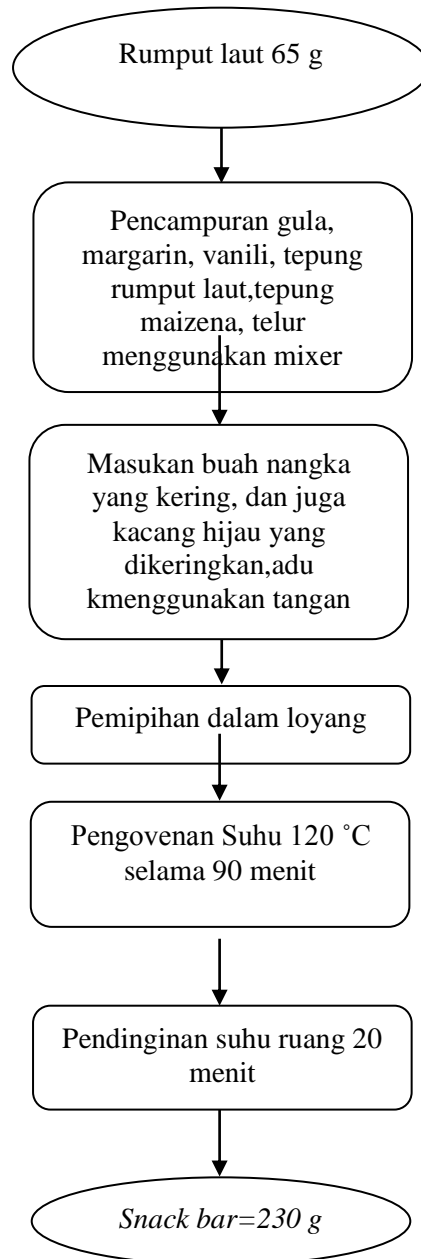 Rumput laut 65 g
Pencampuran gula,
margarin, vanili, tepung
rumput laut,tepung
maizena, telur
menggunakan mixer
Masukan buah nangka
yang kering, dan juga
kacang hijau yang
dikeringkan,adu
kmenggunakan tangan
Pemipihan dalam loyang
Pengovenan Suhu 120 ˚C
selama 90 menit
Pendinginan suhu ruang 20
menit
Snack bar=230 g